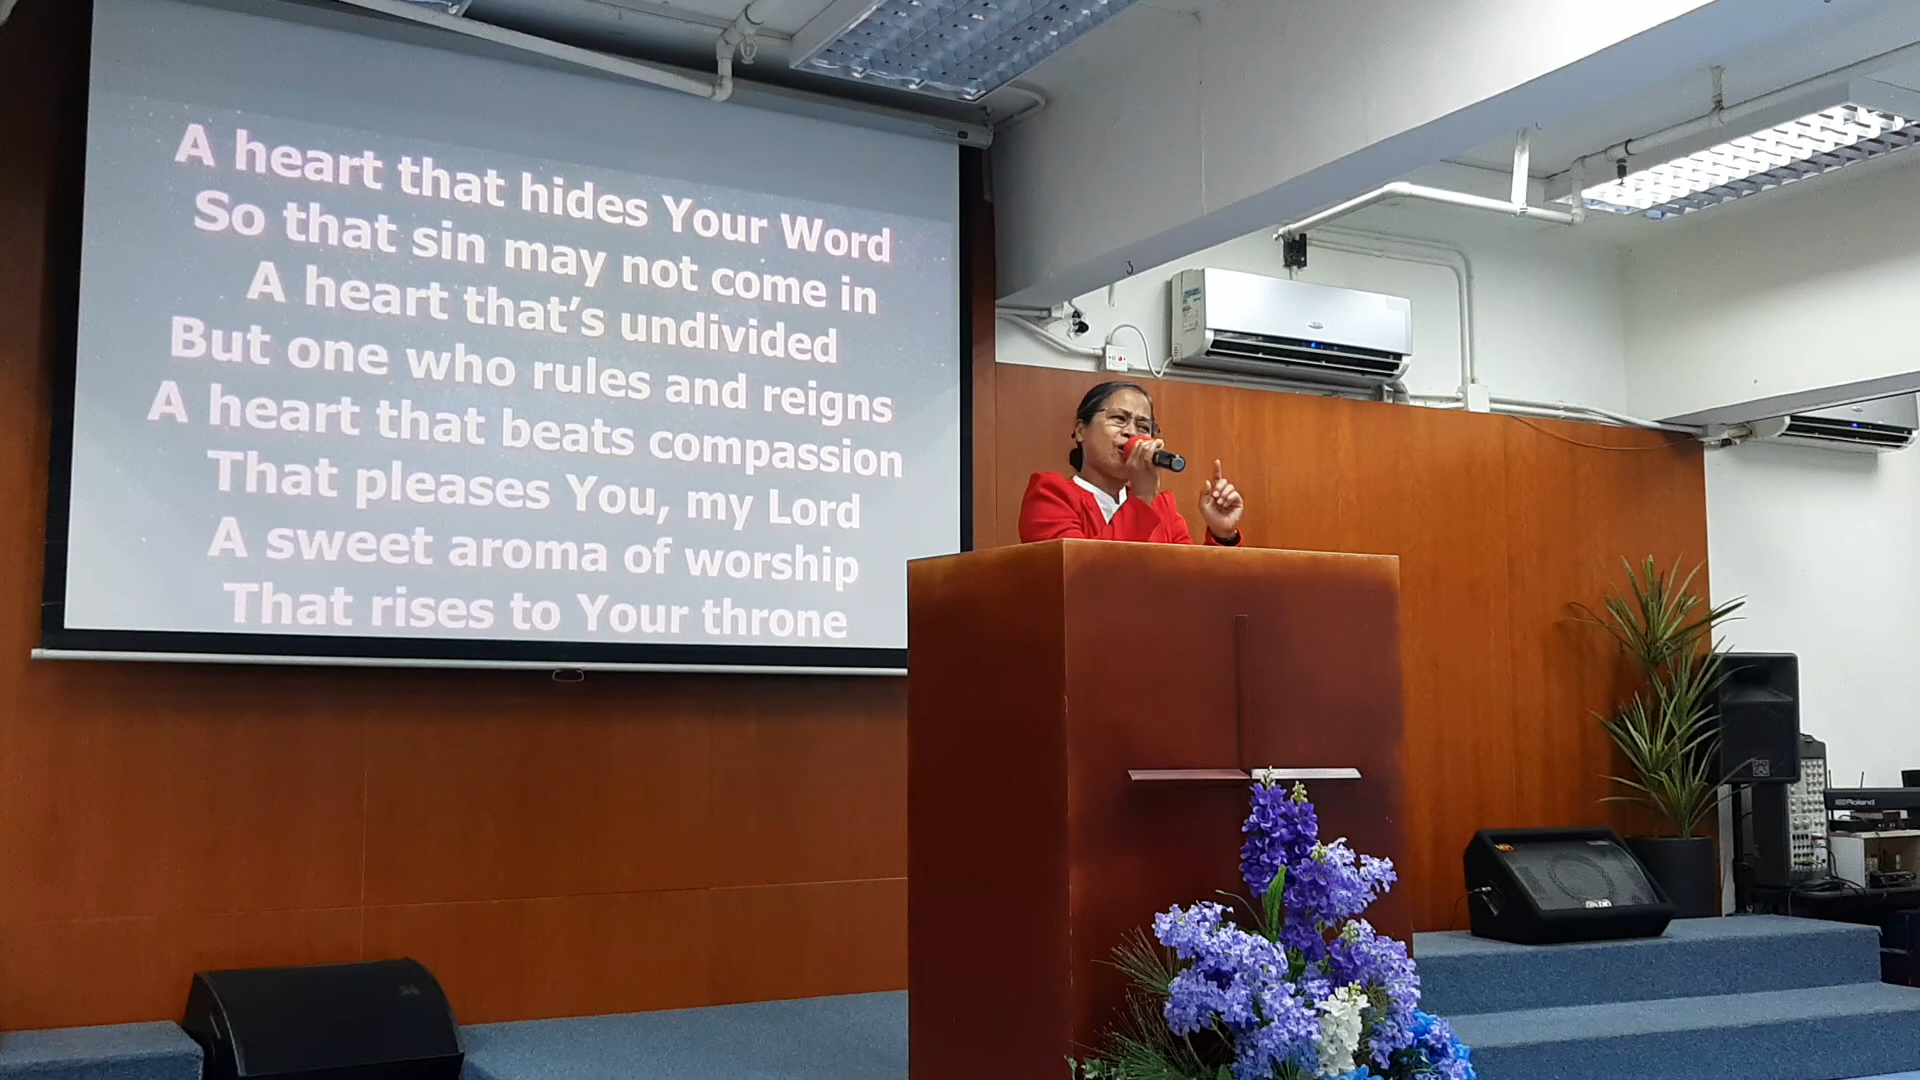 A heart that hides Your Word
So that sin may not come in
A heart that’s undivided
But one who rules and reigns
A heart that beats compassion
That pleases You, my Lord
A sweet aroma of worship
That rises to Your throne
3
Roland